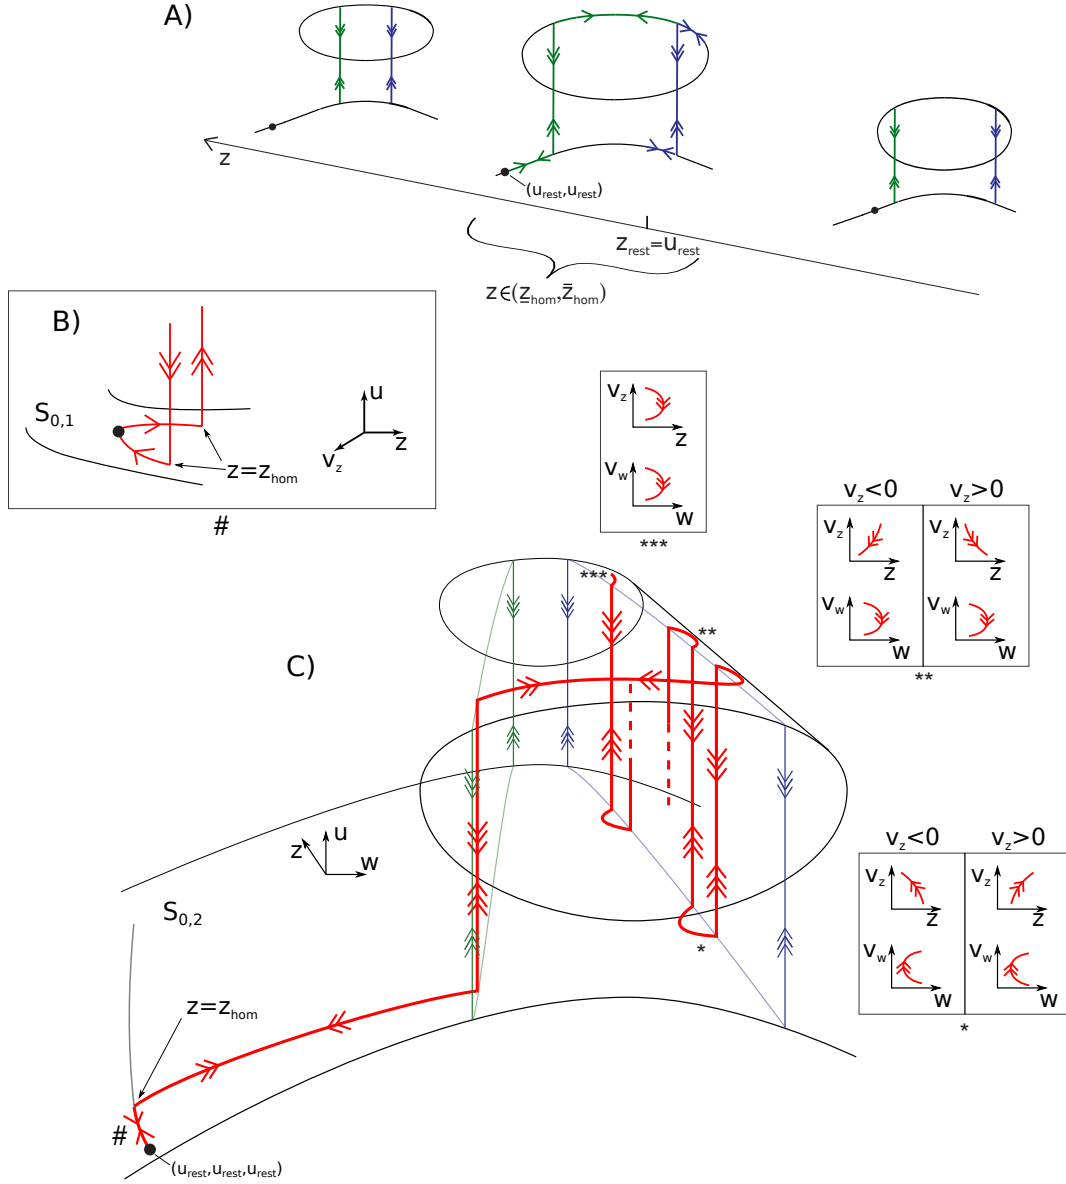 A)
z
(u_rest,u_rest)
z_rest=u_rest
z∈(z̲_hom,z̄_hom)
B)
S_0,1
z=z_hom
u
z
v_z
#
v_z
z
v_w
w
***
v_z<0 v_z>0
v_z v_z
z z
v_w v_w
w w
**
C)
***
**
u
z
w
S_0,2
*
z=z_hom
#
(u_rest,u_rest,u_rest)
v_z<0 v_z>0
v_z v_z
z z
v_w v_w
w w
*